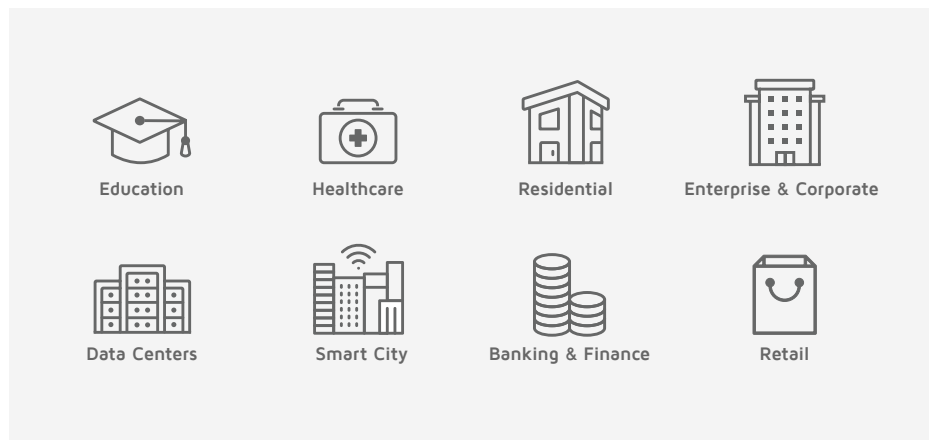 Education
Healthcare
Residential
Enterprise & Corporate
Data Centers
Smart City
Banking & Finance
Retail